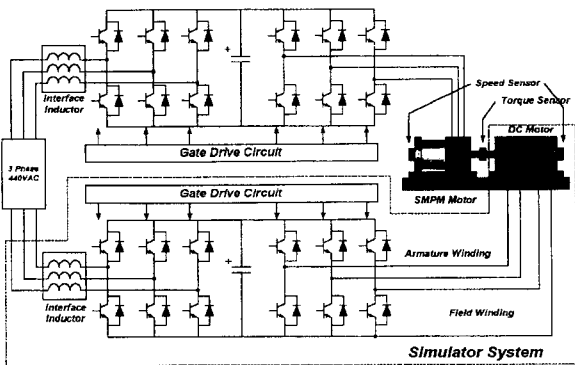 Interface
Inductor
Speed Sensor
Torque Sensor
DC Motor
+
Gate Drive Circuit
3 Phase
440VAC
SMPM Motor
Gate Drive Circuit
+
Armature Winding
Interface
Inductor
Field Winding
Simulator System